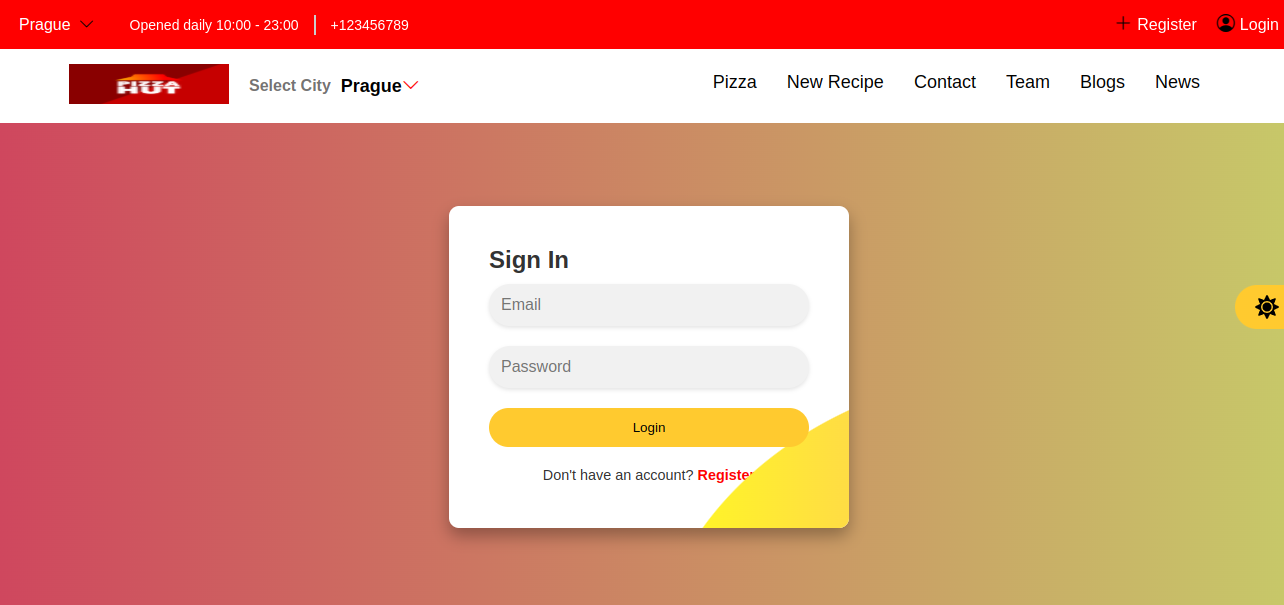 Prague Opened daily 10:00 - 23:00 +123456789 Register Login
PIZZA
HUT
Select City Prague
Pizza New Recipe Contact Team Blogs News
Sign In
Email
Password
Login
Don't have an account? Register